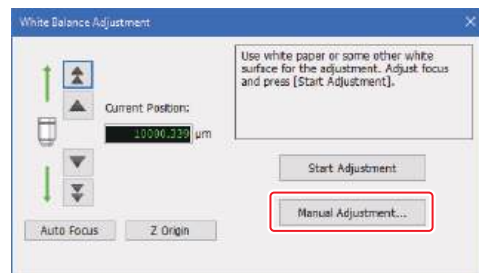 White Balance Adjustment
Use white paper or some other white
surface for the adjustment. Adjust focus
and press [Start Adjustment].
Current Position:
10090.339 µm
Start Adjustment
Manual Adjustment...
Auto Focus
Z Origin